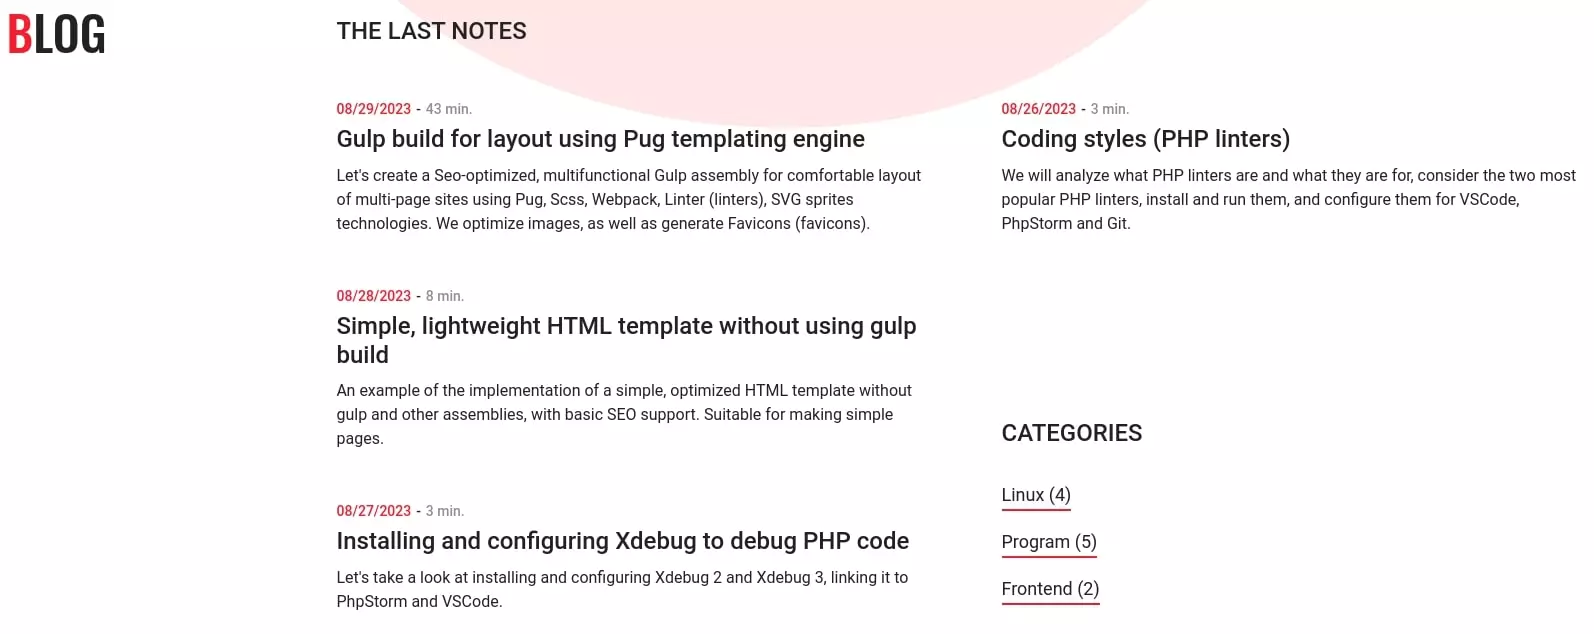 BLOG
THE LAST NOTES
08/29/2023 - 43 min.
Gulp build for layout using Pug templating engine
Let's create a Seo-optimized, multifunctional Gulp assembly for comfortable layout
of multi-page sites using Pug, Scss, Webpack, Linter (linters), SVG sprites
technologies. We optimize images, as well as generate Favicons (favicons).
08/28/2023 - 8 min.
Simple, lightweight HTML template without using gulp
build
An example of the implementation of a simple, optimized HTML template without
gulp and other assemblies, with basic SEO support. Suitable for making simple
pages.
08/27/2023 - 3 min.
Installing and configuring Xdebug to debug PHP code
Let's take a look at installing and configuring Xdebug 2 and Xdebug 3, linking it to
PhpStorm and VSCode.
08/26/2023 - 3 min.
Coding styles (PHP linters)
We will analyze what PHP linters are and what they are for, consider the two most
popular PHP linters, install and run them, and configure them for VSCode,
PhpStorm and Git.
CATEGORIES
Linux (4)
Program (5)
Frontend (2)